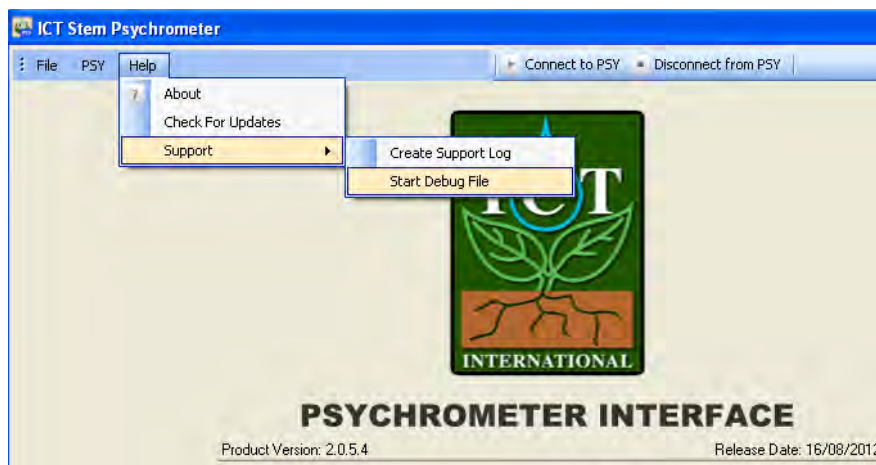 ICT Stem Psychrometer
File PSY Help Connect to PSY Disconnect from PSY
? About
Check For Updates
Support
Create Support Log
Start Debug File
ICT
INTERNATIONAL
PSYCHROMETER INTERFACE
Product Version: 2.0.5.4 Release Date: 16/08/2012